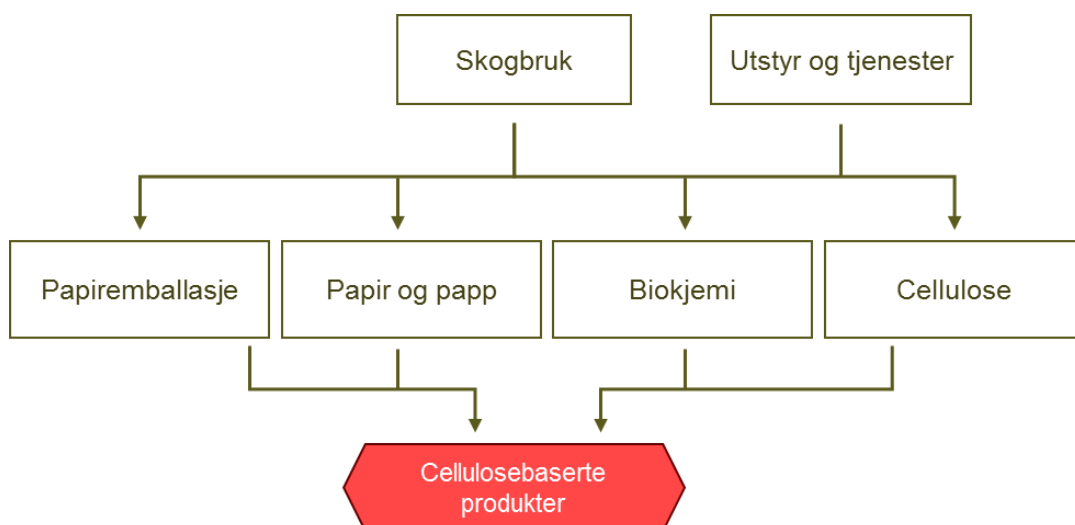 Skogbruk
Utstyr og tjenester
Papiremballasje
Papir og papp
Biokjemi
Cellulose
Cellulosebaserte
produkter